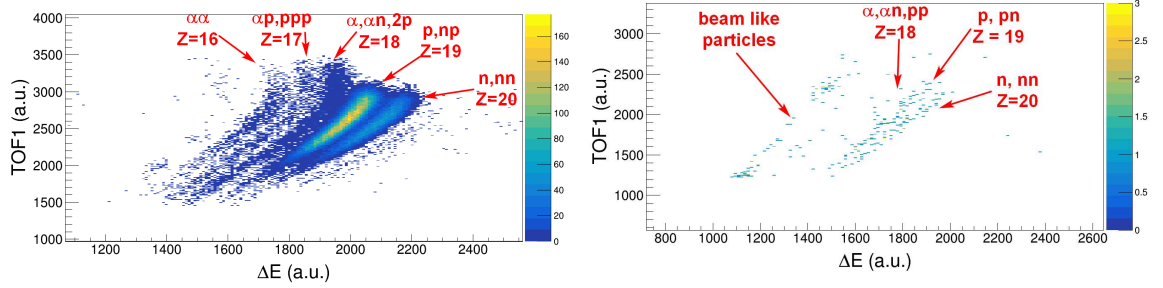 αα
Z=16
αp,ppp
Z=17
α,αn,2p
Z=18
p,np
Z=19
n,nn
Z=20
TOF1 (a.u.)
4000
3500
3000
2500
2000
1500
1000
1200 1400 1600 1800 2000 2200 2400
ΔE (a.u.)
160
140
120
100
80
60
40
20
0
beam like
particles
α,αn,pp
Z=18
p, pn
Z = 19
n, nn
Z=20
TOF1 (a.u.)
3000
2500
2000
1500
1000
800 1000 1200 1400 1600 1800 2000 2200 2400 2600
ΔE (a.u.)
3
2.5
2
1.5
1
0.5
0